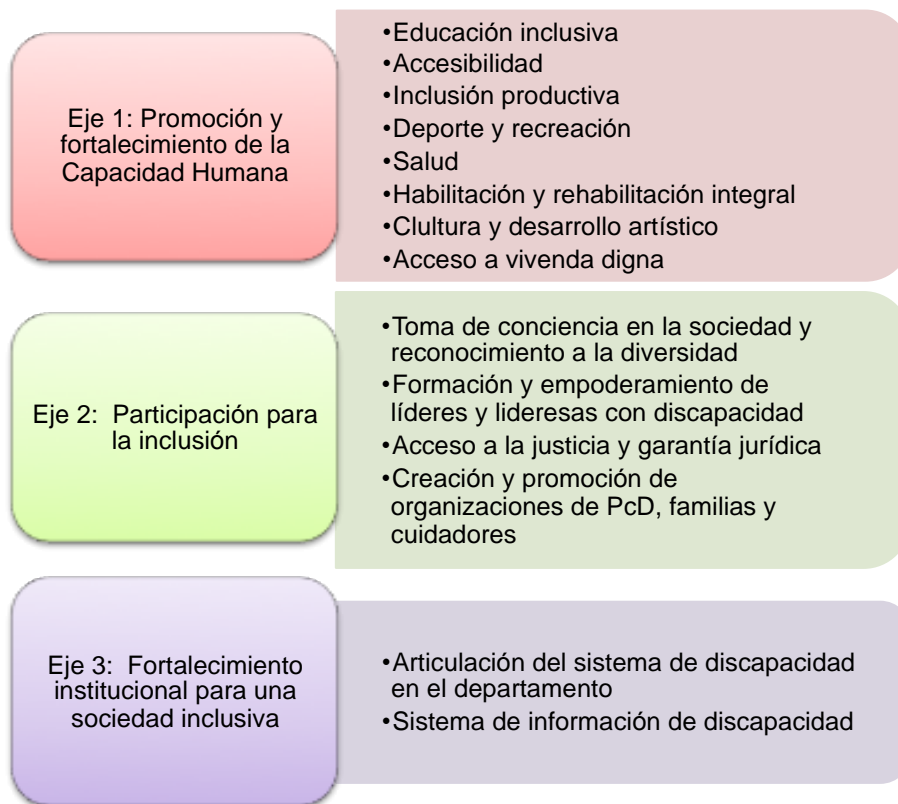 Eje 1: Promoción y
fortalecimiento de la
Capacidad Humana
•Educación inclusiva
•Accesibilidad
•Inclusión productiva
•Deporte y recreación
•Salud
•Habilitación y rehabilitación integral
•Clultura y desarrollo artístico
•Acceso a vivenda digna
Eje 2:  Participación para
la inclusión
•Toma de conciencia en la sociedad y
reconocimiento a la diversidad
•Formación y empoderamiento de
líderes y lideresas con discapacidad
•Acceso a la justicia y garantía jurídica
•Creación y promoción de
organizaciones de PcD, familias y
cuidadores
Eje 3:  Fortalecimiento
institucional para una
sociedad inclusiva
•Articulación del sistema de discapacidad
en el departamento
•Sistema de información de discapacidad